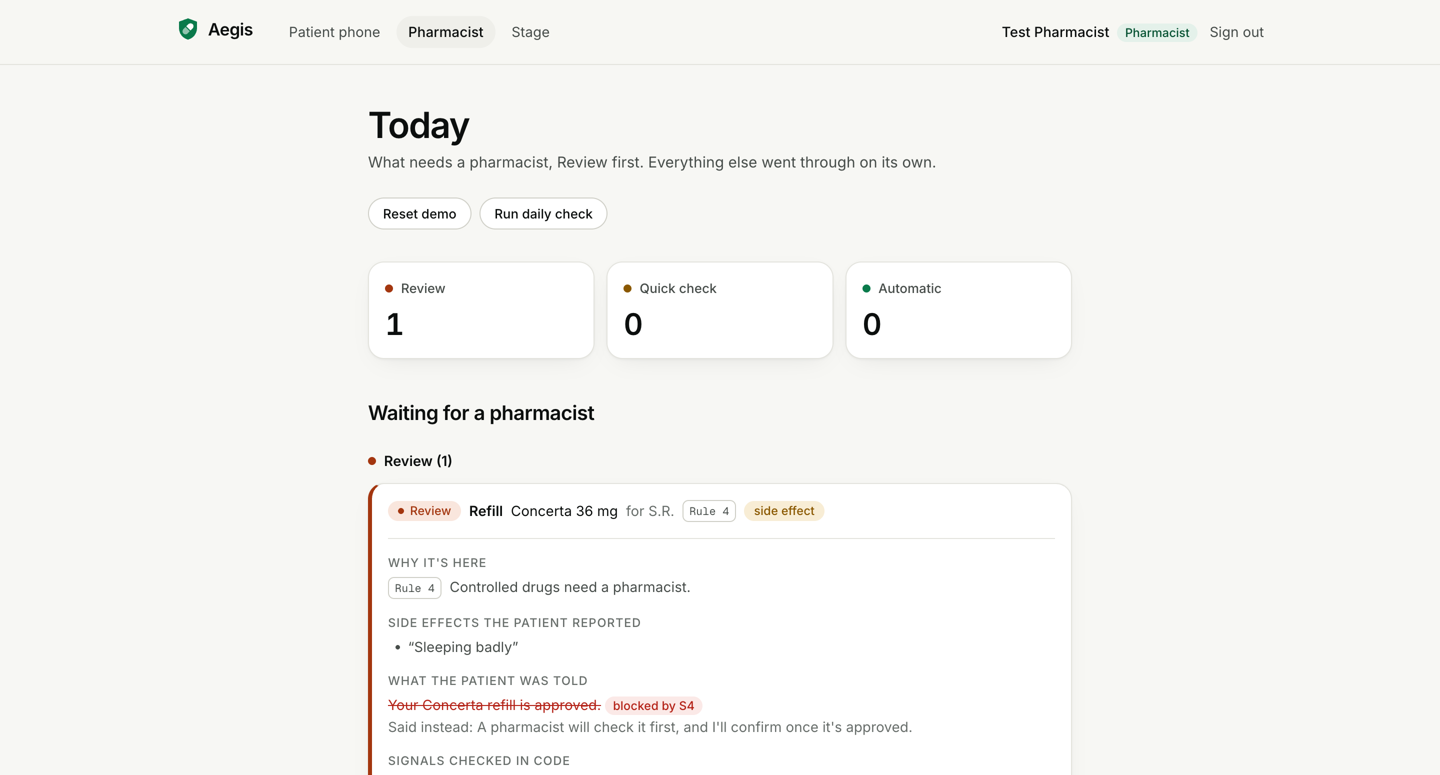 Aegis Patient phone Pharmacist Stage Test Pharmacist Pharmacist Sign out
Today
What needs a pharmacist, Review first. Everything else went through on its own.
Reset demo Run daily check
Review Quick check Automatic
1 0 0
Waiting for a pharmacist
Review (1)
Review Refill Concerta 36 mg for S.R. Rule 4 side effect
WHY IT'S HERE
Rule 4 Controlled drugs need a pharmacist.
SIDE EFFECTS THE PATIENT REPORTED
• “Sleeping badly”
WHAT THE PATIENT WAS TOLD
Your Concerta refill is approved. blocked by S4
Said instead: A pharmacist will check it first, and I'll confirm once it's approved.
SIGNALS CHECKED IN CODE